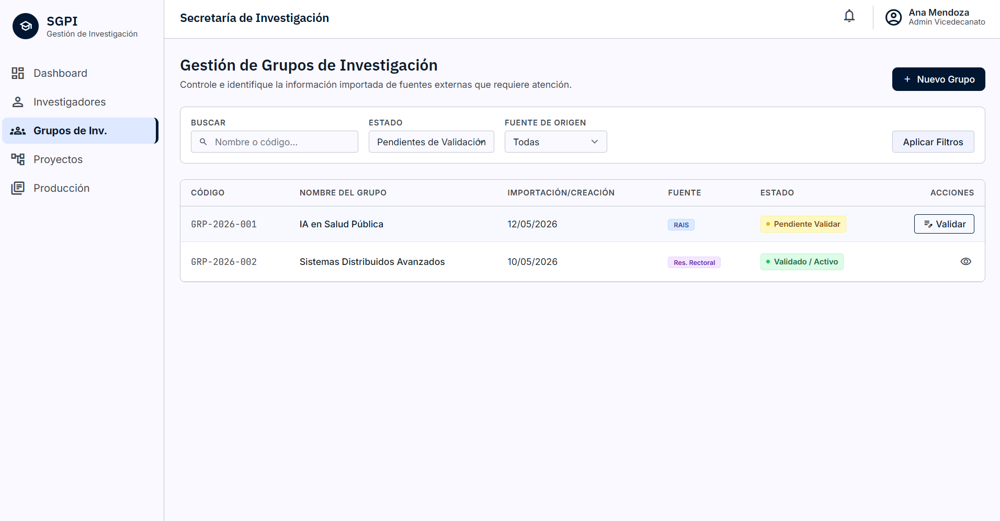 SGPI
Gestión de Investigación
Dashboard
Investigadores
Grupos de Inv.
Proyectos
Producción
Secretaría de Investigación
Ana Mendoza
Admin Vicedecanato
Gestión de Grupos de Investigación
Controle e identifique la información importada de fuentes externas que requiere atención.
+ Nuevo Grupo
BUSCAR ESTADO FUENTE DE ORIGEN
Nombre o código... Pendientes de Validación Todas Aplicar Filtros
CÓDIGO NOMBRE DEL GRUPO IMPORTACIÓN/CREACIÓN FUENTE ESTADO ACCIONES
GRP-2026-001 IA en Salud Pública 12/05/2026 RAIS Pendiente Validar Validar
GRP-2026-002 Sistemas Distribuidos Avanzados 10/05/2026 Res. Rectoral Validado / Activo